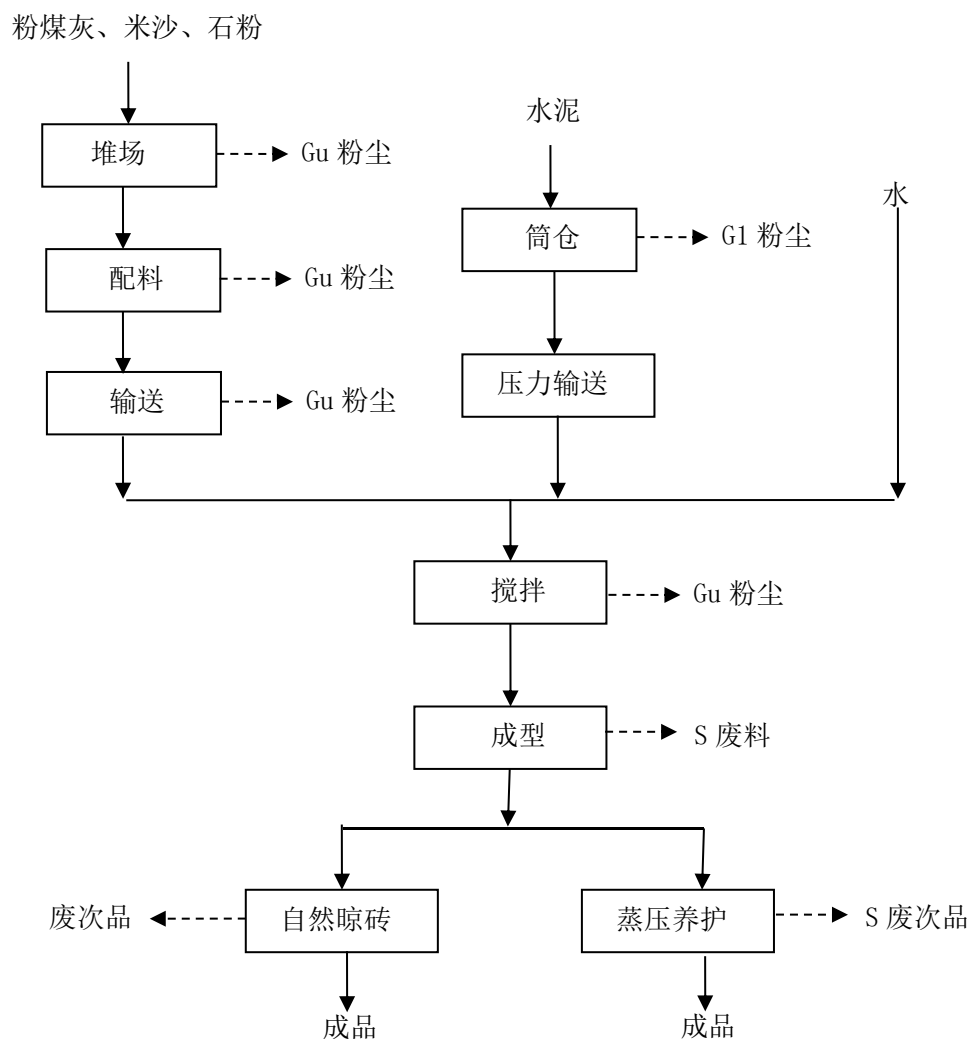 粉煤灰、米沙、石粉
水泥
堆场
Gu 粉尘
水
筒仓
G1 粉尘
配料
Gu 粉尘
压力输送
输送
Gu 粉尘
搅拌
Gu 粉尘
成型
S 废料
废次品
自然晾砖
蒸压养护
S 废次品
成品
成品